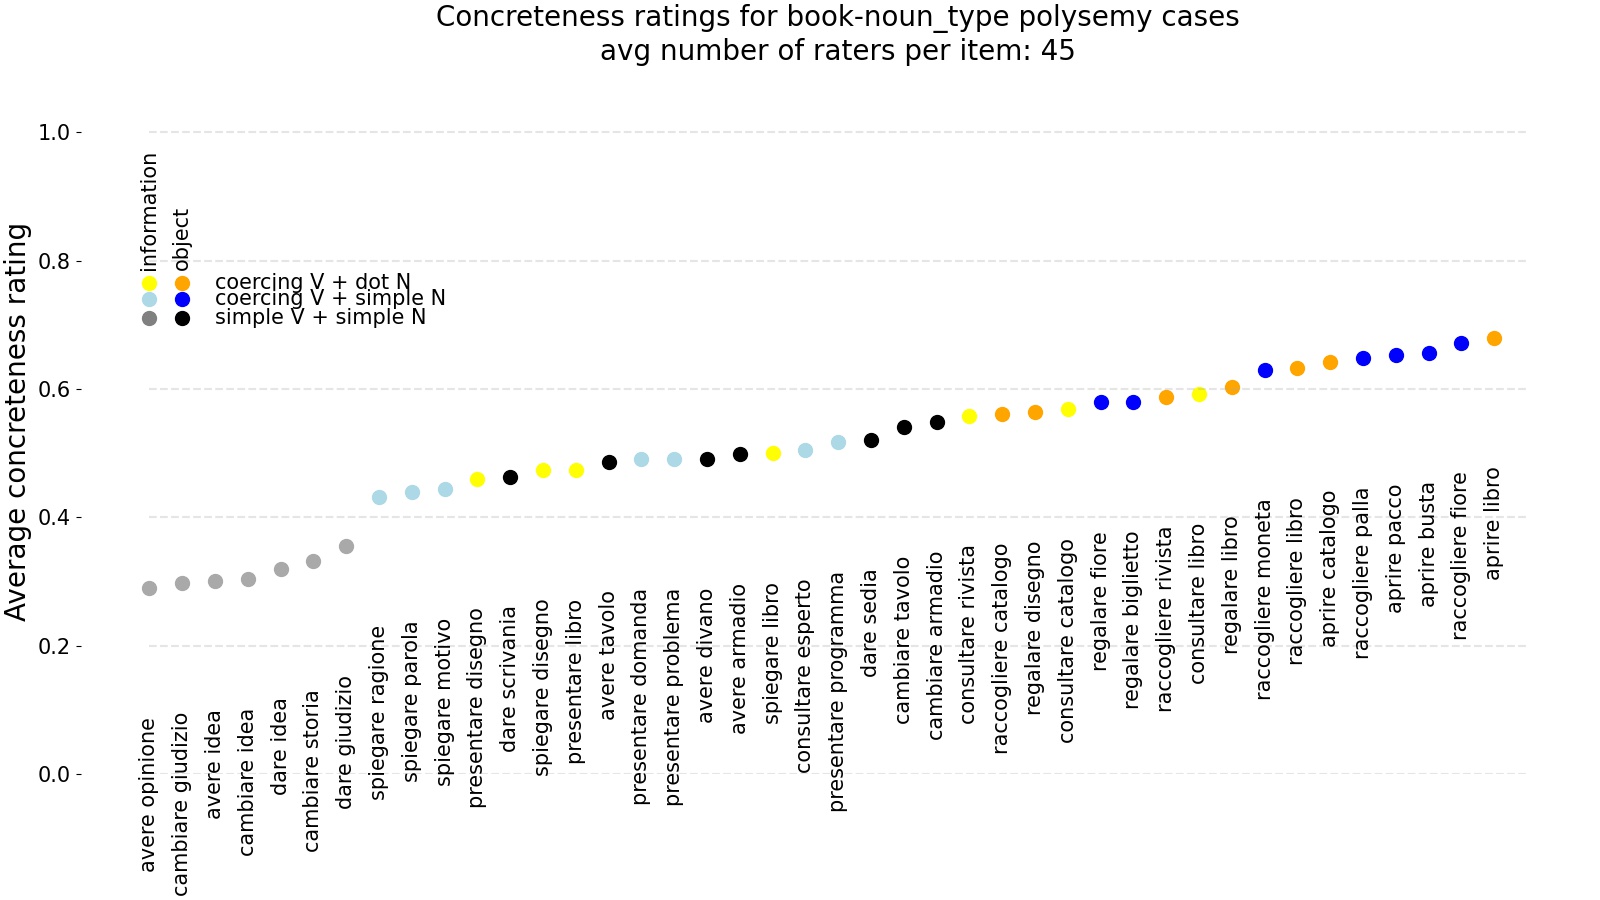 Concreteness ratings for book-noun_type polysemy cases
avg number of raters per item: 45
Average concreteness rating
1.0
0.8
0.6
0.4
0.2
0.0
information
object
coercing V + dot N
coercing V + simple N
simple V + simple N
avere opinione
cambiare giudizio
avere idea
cambiare idea
dare idea
cambiare storia
dare giudizio
spiegare ragione
spiegare parola
spiegare motivo
presentare disegno
dare scrivania
spiegare disegno
presentare libro
avere tavolo
presentare domanda
presentare problema
avere divano
avere armadio
spiegare libro
consultare esperto
presentare programma
dare sedia
cambiare tavolo
cambiare armadio
consultare rivista
raccogliere catalogo
regalare disegno
consultare catalogo
regalare fiore
regalare biglietto
raccogliere rivista
consultare libro
regalare libro
raccogliere moneta
raccogliere libro
aprire catalogo
raccogliere palla
aprire pacco
aprire busta
raccogliere fiore
aprire libro